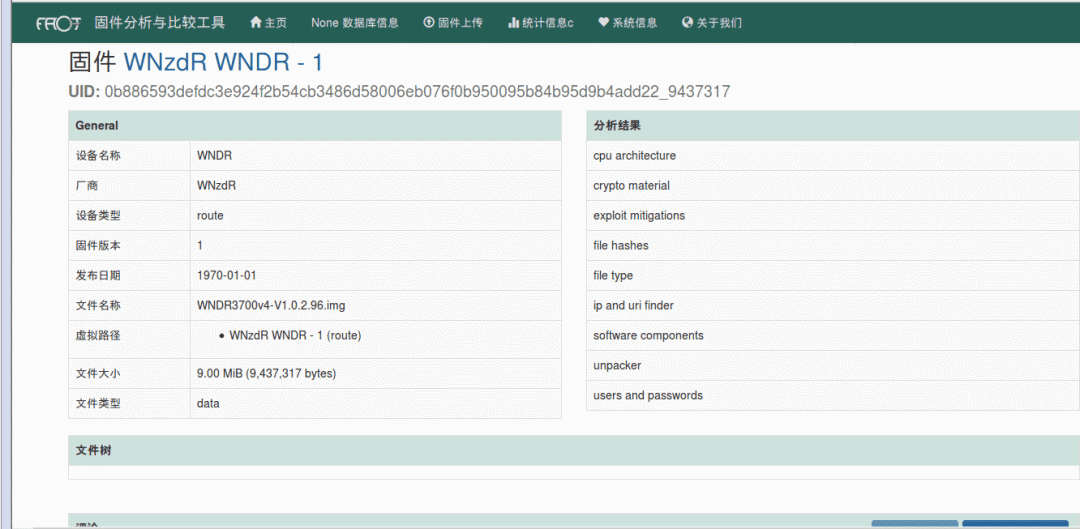 FACT 固件分析与比较工具 主页 None 数据库信息 固件上传 统计信息c 系统信息 关于我们
固件 WNzdR WNDR - 1
UID: 0b886593defdc3e924f2b54cb3486d58006eb076f0b950095b84b95d9b4add22_9437317
General
设备名称 WNDR
厂商 WNzdR
设备类型 route
固件版本 1
发布日期 1970-01-01
文件名称 WNDR3700v4-V1.0.2.96.img
虚拟路径 • WNzdR WNDR - 1 (route)
文件大小 9.00 MiB (9,437,317 bytes)
文件类型 data
分析结果
cpu architecture
crypto material
exploit mitigations
file hashes
file type
ip and uri finder
software components
unpacker
users and passwords
文件树
评论